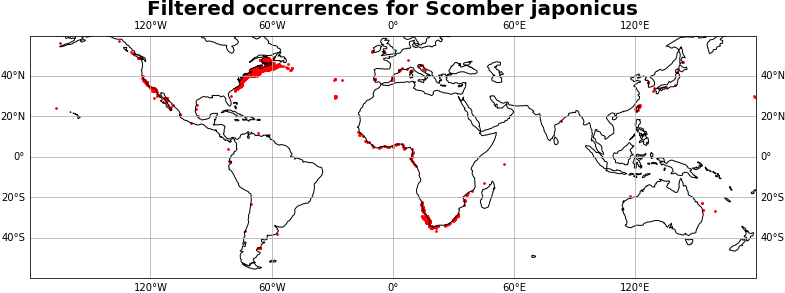 Filtered occurrences for Scomber japonicus
120°W 60°W 0° 60°E 120°E
40°N 40°N
20°N 20°N
0° 0°
20°S 20°S
40°S 40°S
120°W 60°W 0° 60°E 120°E